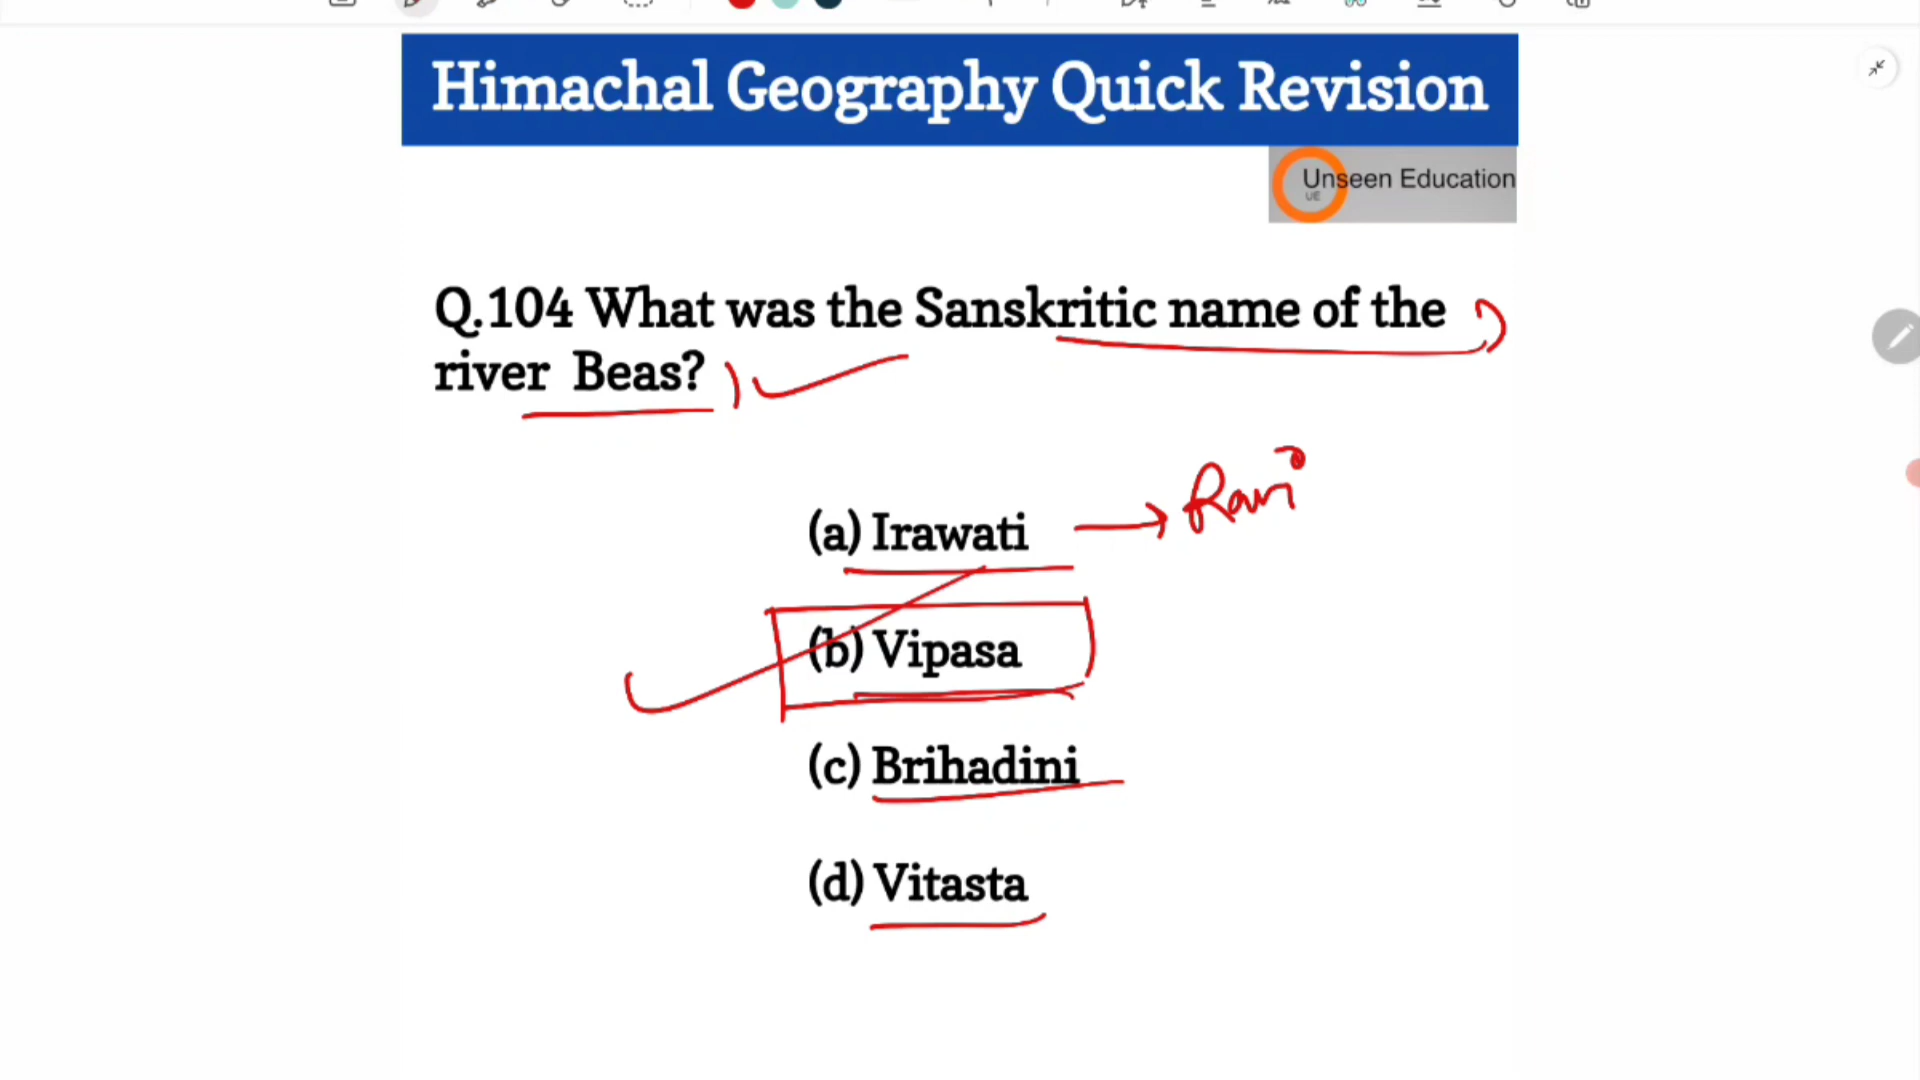 Himachal Geography Quick Revision
Unseen Education
UE
Q.104 What was the Sanskritic name of the
river Beas?
(a) Irawati → Ravi
(b) Vipasa
(c) Brihadini
(d) Vitasta